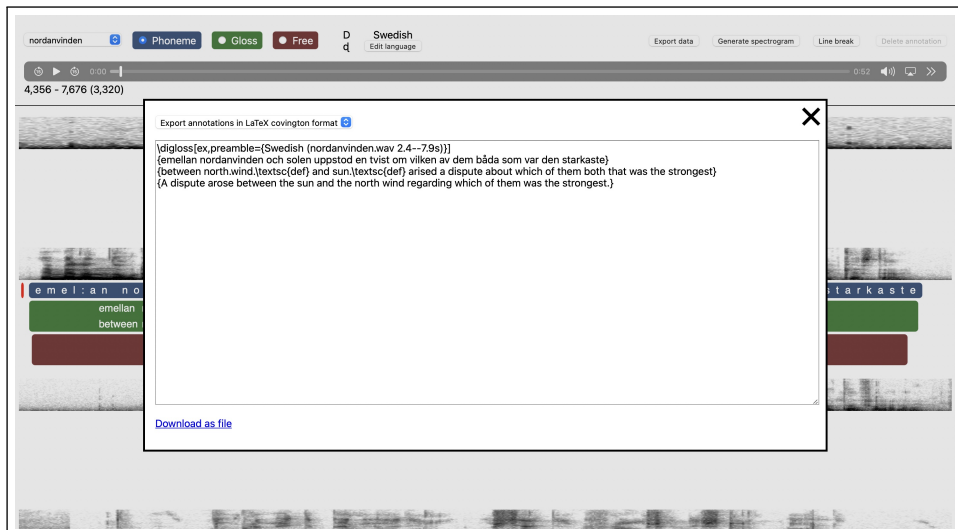 nordanvinden Phoneme Gloss Free D Swedish Export data Generate spectrogram Line break Delete annotation
d Edit language
0:00 0:52
4,356 - 7,676 (3,320)
Export annotations in LaTeX covington format
\digloss[ex,preamble={Swedish (nordanvinden.wav 2.4--7.9s)}]
{emellan nordanvinden och solen uppstod en tvist om vilken av dem båda som var den starkaste}
{between north.wind.\textsc{def} and sun.\textsc{def} arised a dispute about which of them both that was the strongest}
{A dispute arose between the sun and the north wind regarding which of them was the strongest.}
e m e l : a n n o t a r k a s t e
emellan
between
Download as file